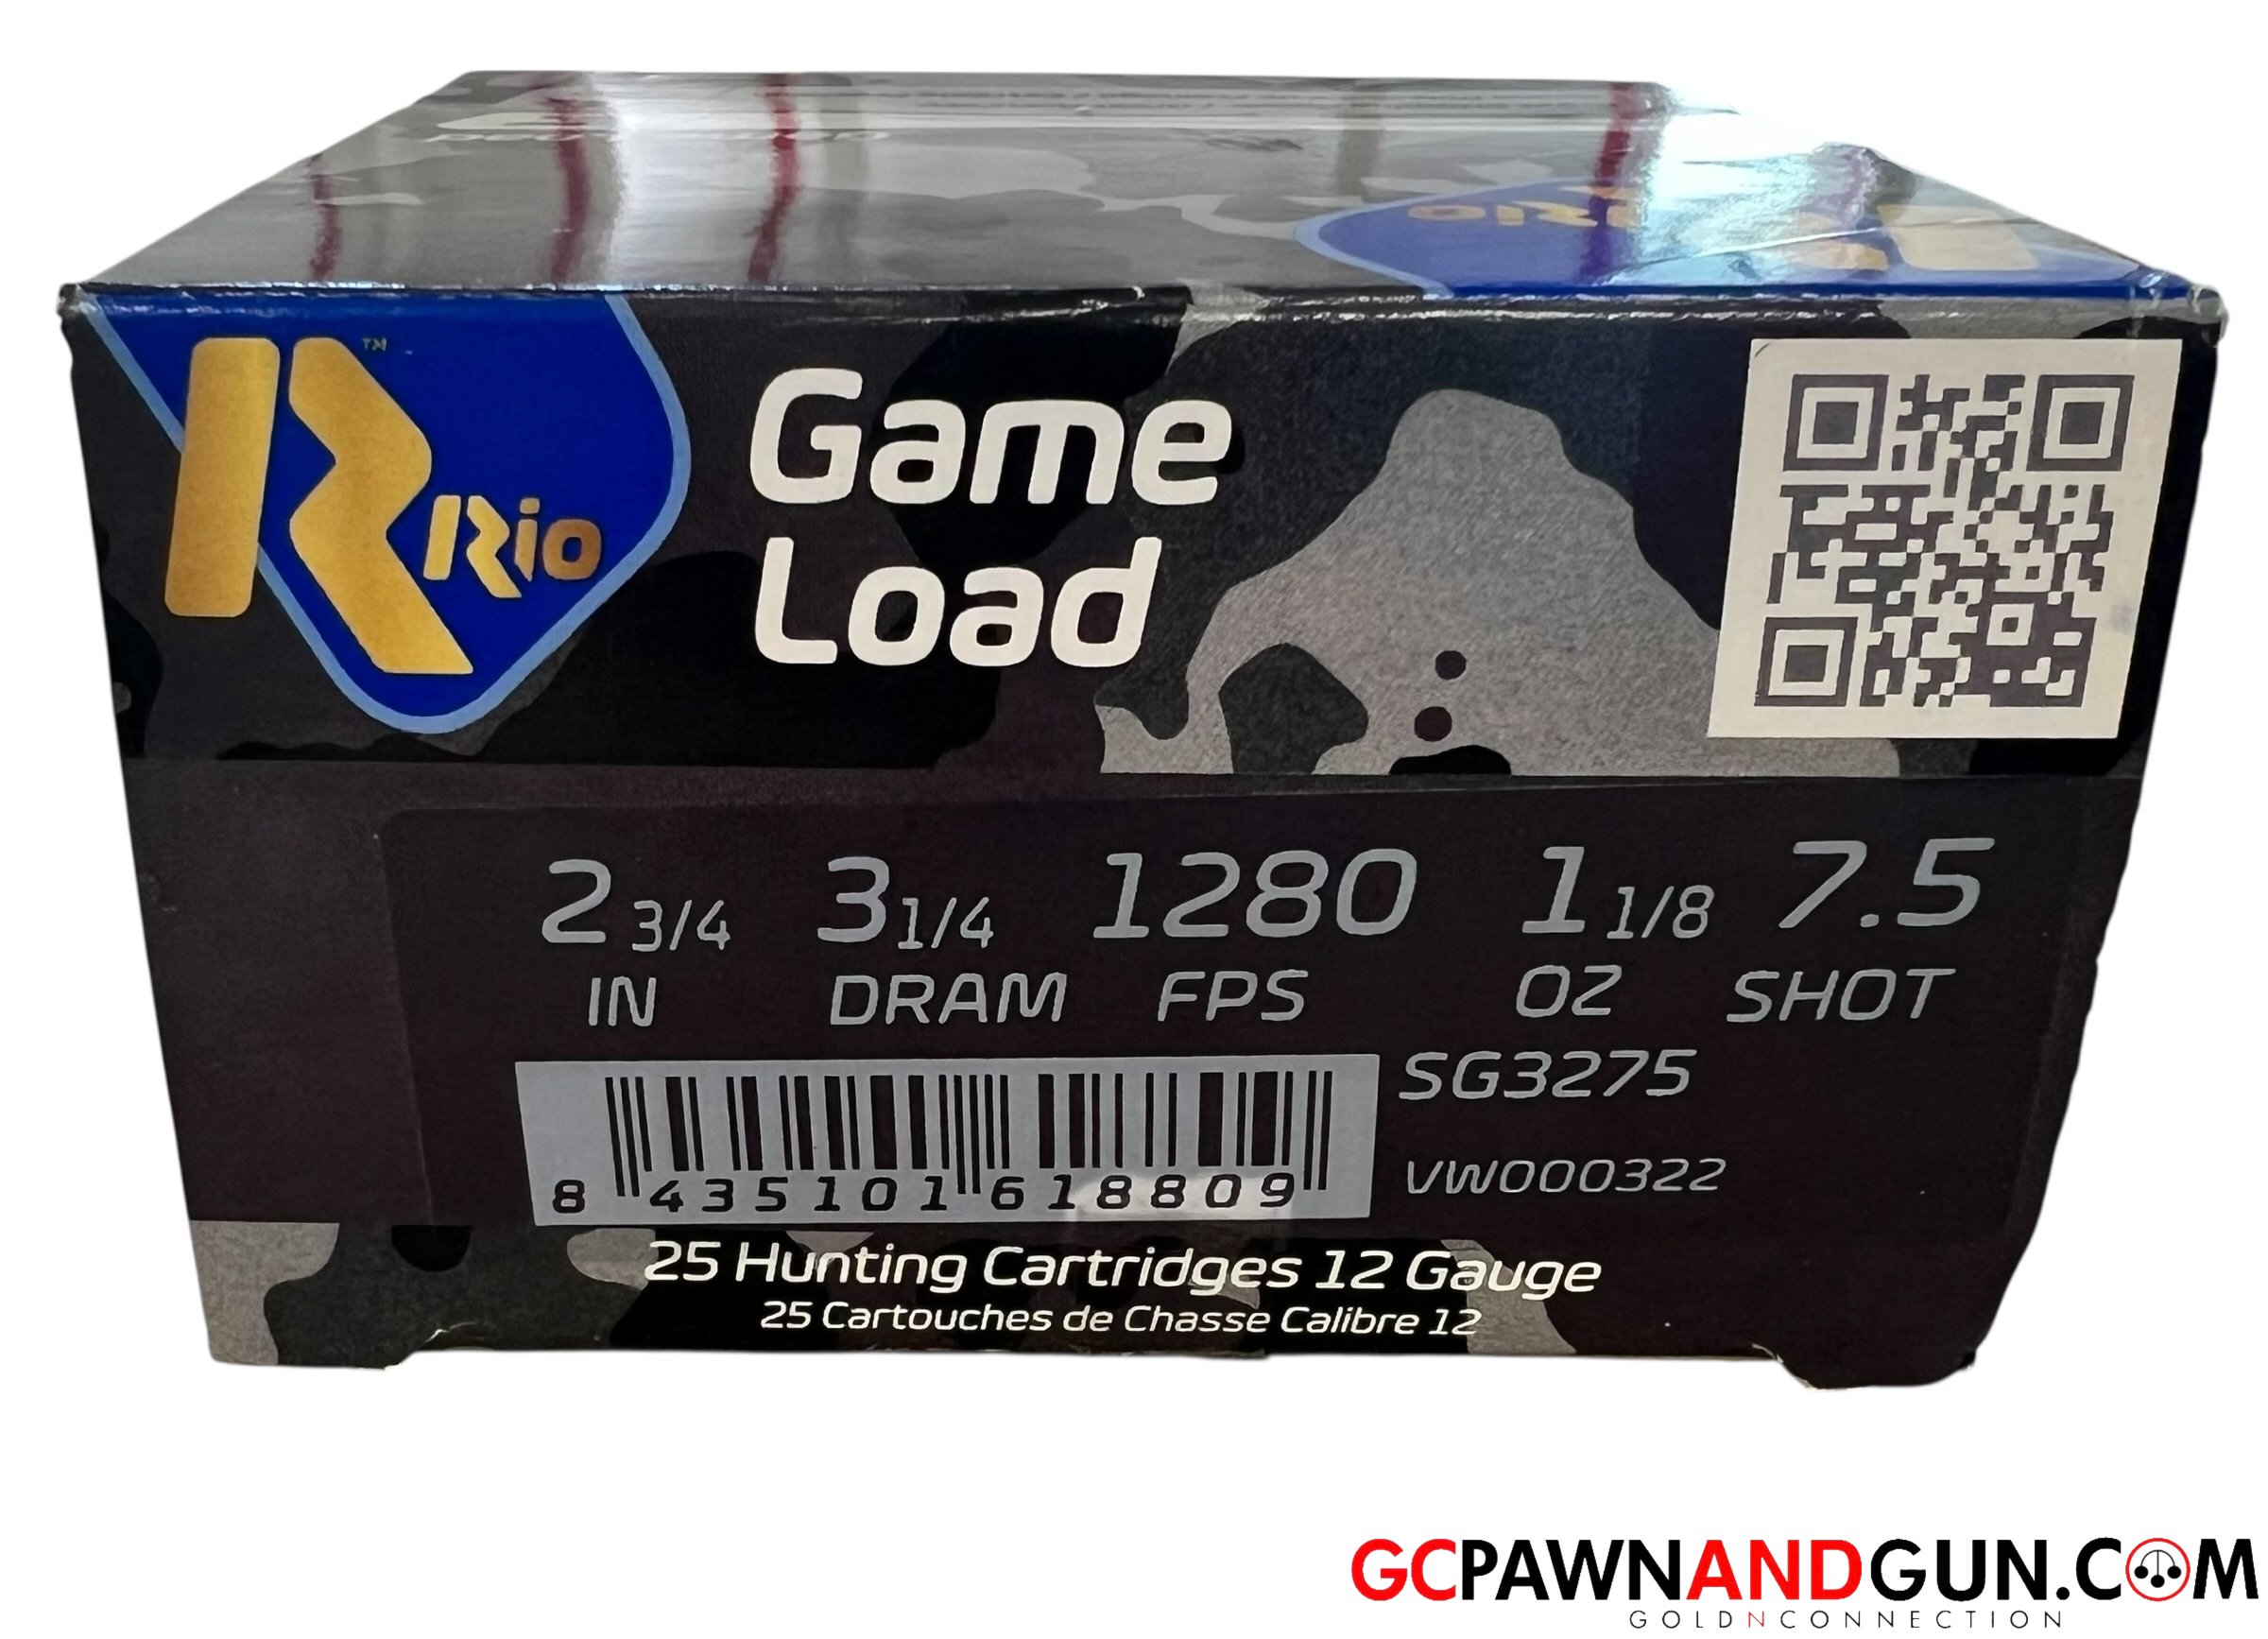 Rio
R™
Rio
Game
Load
2 3/4 3 1/4 1280 1 1/8 7.5
IN DRAM FPS OZ SHOT
SG3275
VW000322
8 435101 618809
25 Hunting Cartridges 12 Gauge
25 Cartouches de Chasse Calibre 12
GCPAWNANDGUN.COM
GOLDNCONNECTION